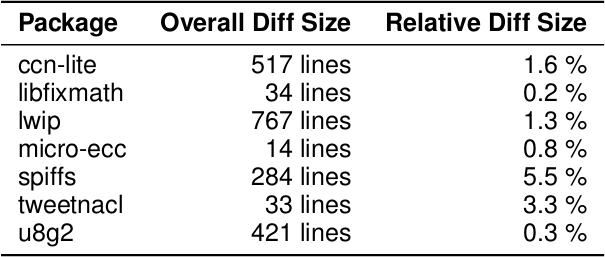 Package Overall Diff Size Relative Diff Size
ccn-lite 517 lines 1.6 %
libfixmath 34 lines 0.2 %
lwip 767 lines 1.3 %
micro-ecc 14 lines 0.8 %
spiffs 284 lines 5.5 %
tweetnacl 33 lines 3.3 %
u8g2 421 lines 0.3 %